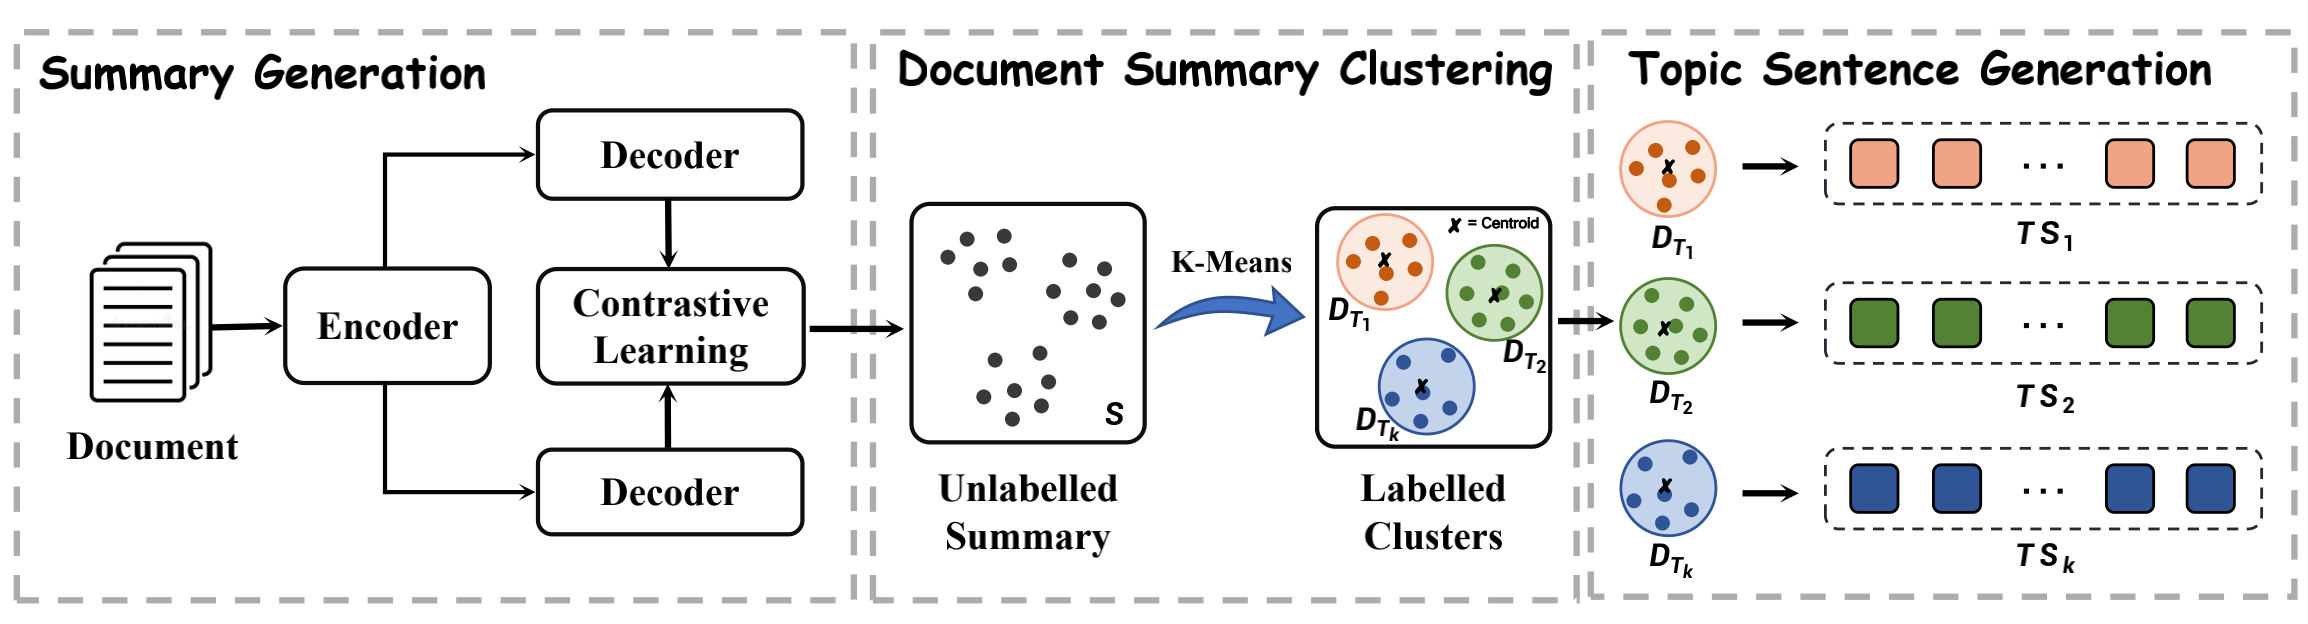 Summary Generation
Document
Encoder
Decoder
Contrastive
Learning
Decoder
Document Summary Clustering
S
Unlabelled
Summary
K-Means
✗ = Centroid
D_{T_1}
D_{T_2}
D_{T_k}
Labelled
Clusters
Topic Sentence Generation
D_{T_1}
...
TS_1
D_{T_2}
...
TS_2
D_{T_k}
...
TS_k